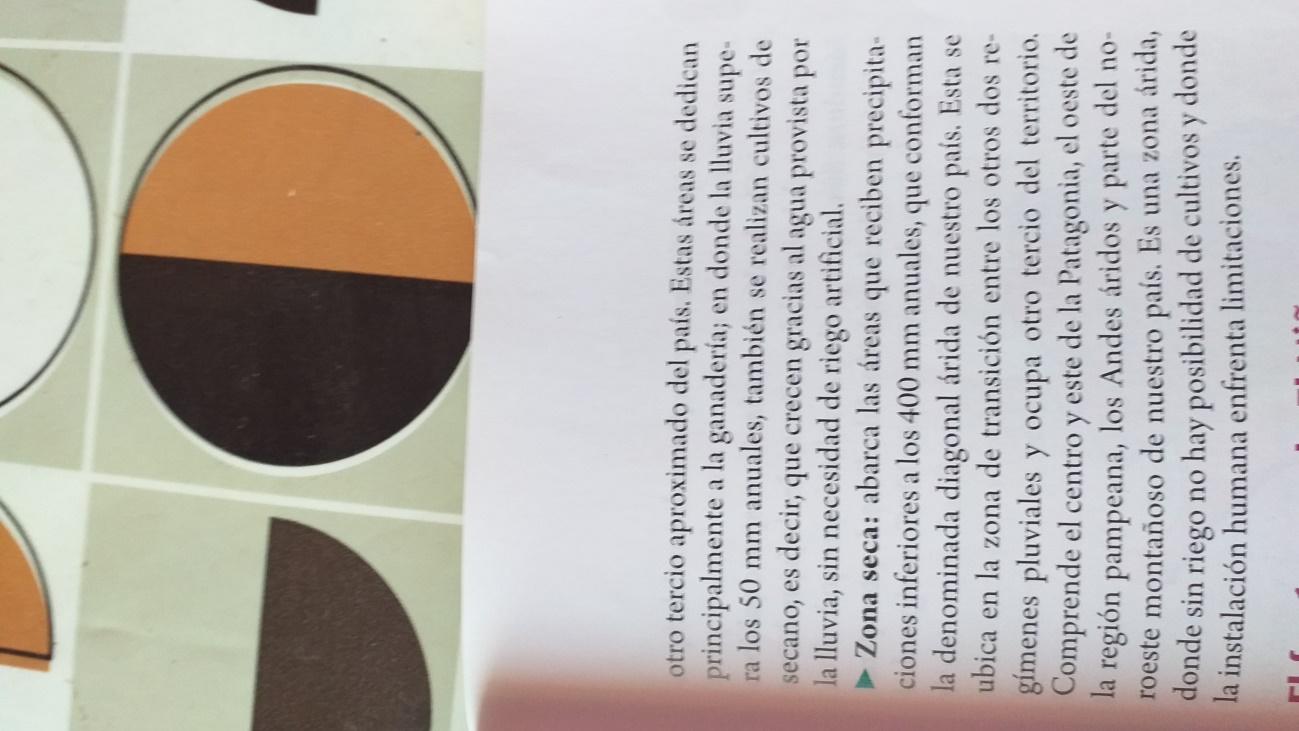 otro tercio aproximado del país. Estas áreas se dedican
principalmente a la ganadería; en donde la lluvia supe-
ra los 50 mm anuales, también se realizan cultivos de
secano, es decir, que crecen gracias al agua provista por
la lluvia, sin necesidad de riego artificial.
▶ Zona seca: abarca las áreas que reciben precipita-
ciones inferiores a los 400 mm anuales, que conforman
la denominada diagonal árida de nuestro país. Esta se
ubica en la zona de transición entre los otros dos re-
gímenes pluviales y ocupa otro tercio del territorio.
Comprende el centro y este de la Patagonia, el oeste de
la región pampeana, los Andes áridos y parte del no-
roeste montañoso de nuestro país. Es una zona árida,
donde sin riego no hay posibilidad de cultivos y donde
la instalación humana enfrenta limitaciones.